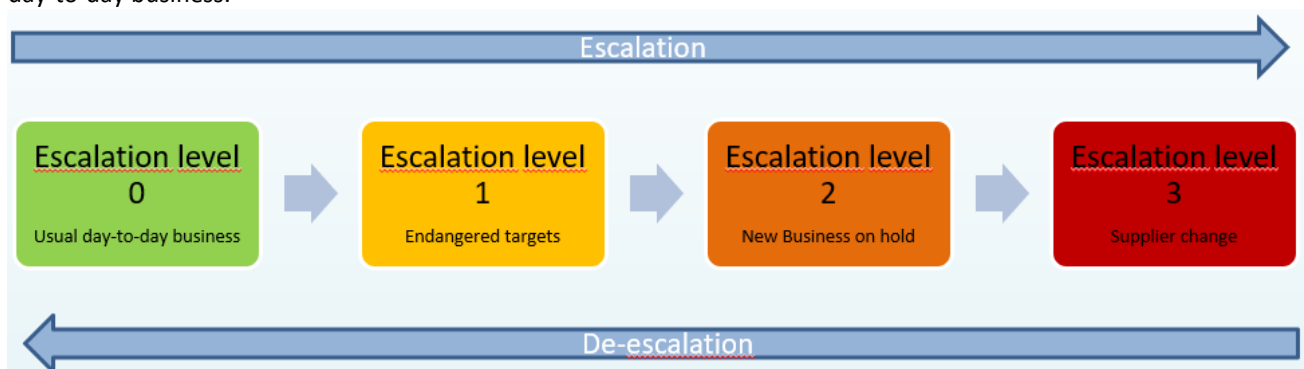 day-to-day business.
Escalation
Escalation level
0
Usual day-to-day business
Escalation level
1
Endangered targets
Escalation level
2
New Business on hold
Escalation level
3
Supplier change
De-escalation